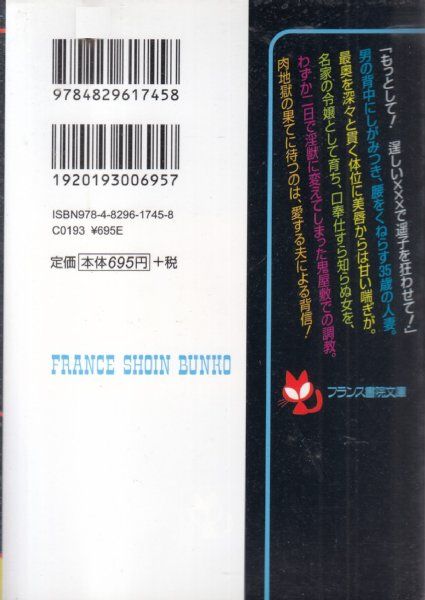 9784829617458
1920193006957
ISBN978-4-8296-1745-8
C0193 ¥695E
定価 本体695円 +税
FRANCE SHOIN BUNKO
“もっとして! 逞しい×××で遥子を狂わせて!”
男の背中にしがみつき、腰をくねらす35歳の人妻。
最奥を深々と貫く体位に美唇からは甘い喘ぎが。
名家の令嬢として育ち、口奉仕すら知らぬ女を、
わずか二日で淫獣に変えてしまった鬼屋敷での調教。
肉地獄の果てに待つのは、愛する夫による背信!
フランス書院文庫